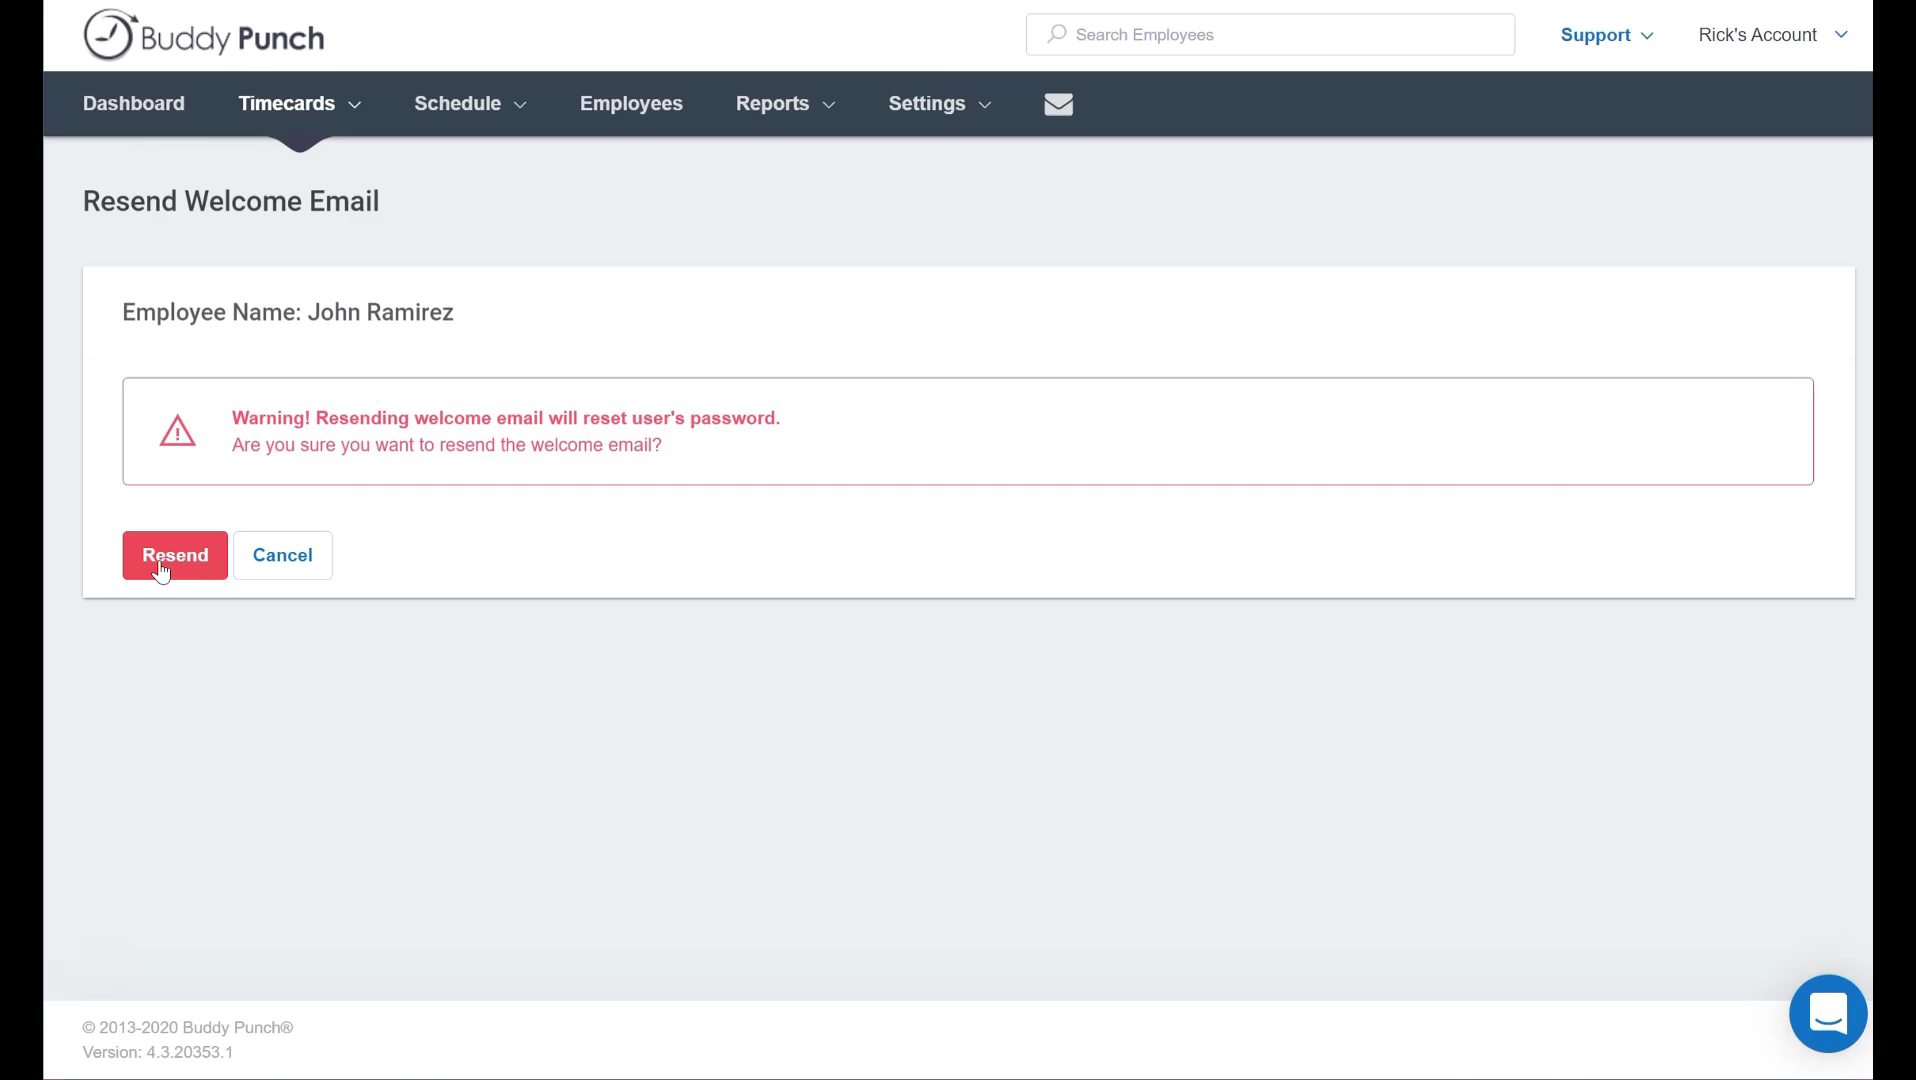 Buddy Punch
Search Employees
Support
Rick's Account
Dashboard
Timecards
Schedule
Employees
Reports
Settings
Resend Welcome Email
Employee Name: John Ramirez
Warning! Resending welcome email will reset user's password.
Are you sure you want to resend the welcome email?
Resend
Cancel
© 2013-2020 Buddy Punch®
Version: 4.3.20353.1